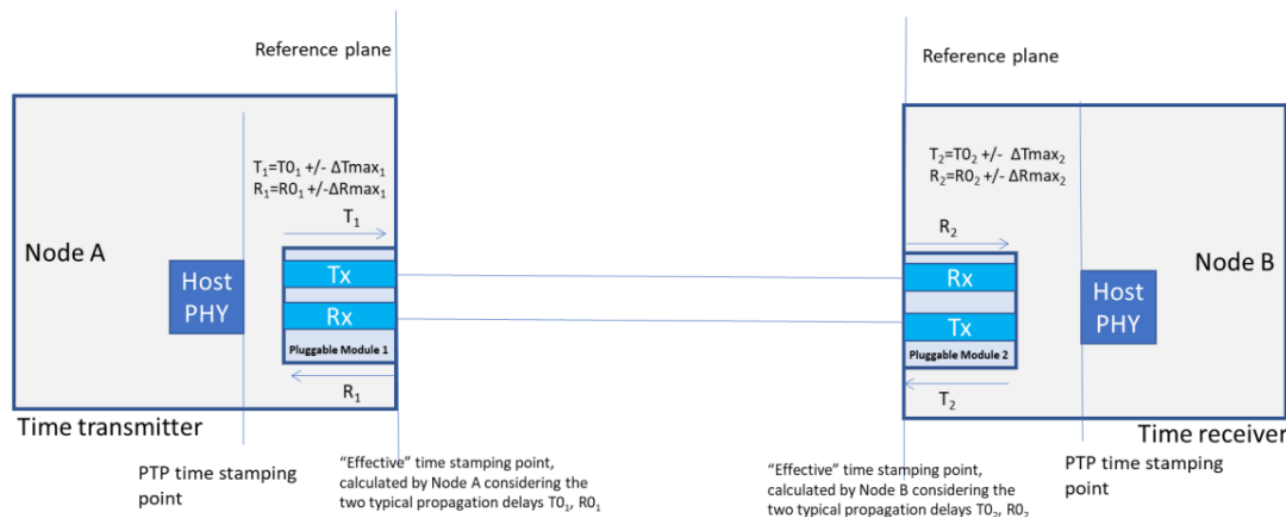 Reference plane
Reference plane
T₁=T0₁ +/- ΔTmax₁
R₁=R0₁ +/-ΔRmax₁
T₁
T₂=T0₂ +/- ΔTmax₂
R₂=R0₂ +/- ΔRmax₂
R₂
Node A
Host
PHY
Tx
Rx
Pluggable Module 1
R₁
Rx
Tx
Pluggable Module 2
T₂
Host
PHY
Node B
Time transmitter
Time receiver
PTP time stamping
point
“Effective” time stamping point,
calculated by Node A considering the
two typical propagation delays T0₁, R0₁
“Effective” time stamping point,
calculated by Node B considering the
two typical propagation delays T0₂, R0₂
PTP time stamping
point